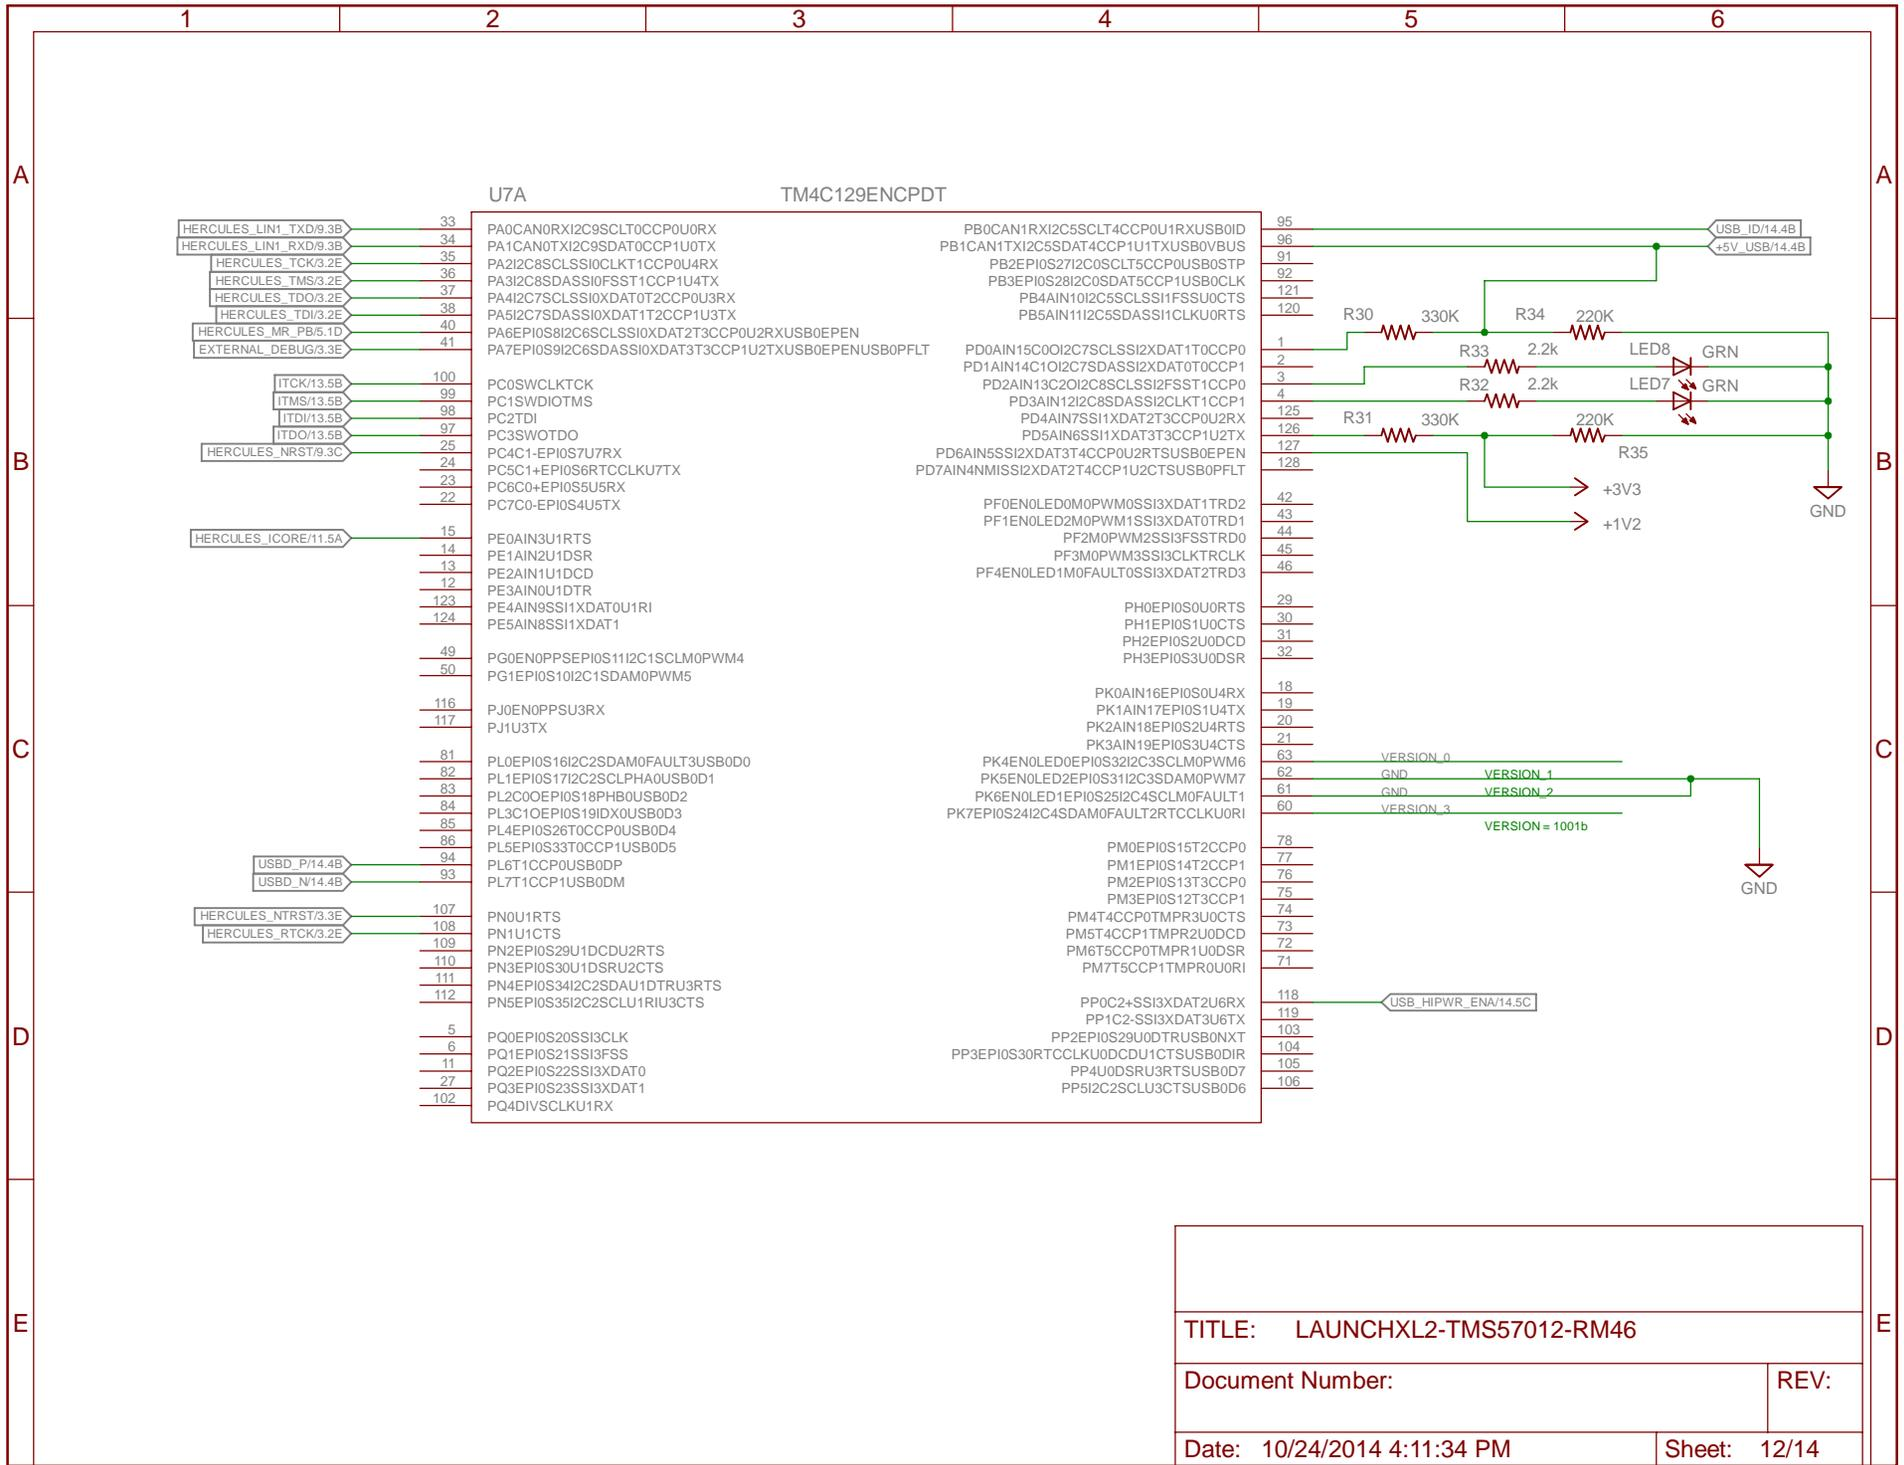 1 2 3 4 5 6
A A
U7A TM4C129ENCPDT
HERCULES_LIN1_TXD/9.3B 33 PA0CAN0RXI2C9SCLT0CCP0U0RX PB0CAN1RXI2C5SCLT4CCP0U1RXUSB0ID 95 USB_ID/14.4B
HERCULES_LIN1_RXD/9.3B 34 PA1CAN0TXI2C9SDAT0CCP1U0TX PB1CAN1TXI2C5SDAT4CCP1U1TXUSB0VBUS 96 +5V_USB/14.4B
HERCULES_TCK/3.2E 35 PA2I2C8SCLSSI0CLKT1CCP0U4RX PB2EPI0S27I2C0SCLT5CCP0USB0STP 91
HERCULES_TMS/3.2E 36 PA3I2C8SDASSI0FSST1CCP1U4TX PB3EPI0S28I2C0SDAT5CCP1USB0CLK 92
HERCULES_TDO/3.2E 37 PA4I2C7SCLSSI0XDAT0T2CCP0U3RX PB4AIN10I2C5SCLSSI1FSSU0CTS 121
HERCULES_TDI/3.2E 38 PA5I2C7SDASSI0XDAT1T2CCP1U3TX PB5AIN11I2C5SDASSI1CLKU0RTS 120
R30 330K R34 220K
HERCULES_MR_PB/5.1D 40 PA6EPI0S8I2C6SCLSSI0XDAT2T3CCP0U2RXUSB0EPEN
EXTERNAL_DEBUG/3.3E 41 PA7EPI0S9I2C6SDASSI0XDAT3T3CCP1U2TXUSB0EPENUSB0PFLT PD0AIN15C0OI2C7SCLSSI2XDAT1T0CCP0 1 R33 2.2k LED8 GRN
PD1AIN14C1OI2C7SDASSI2XDAT0T0CCP1 2
ITCK/13.5B 100 PC0SWCLKTCK PD2AIN13C2OI2C8SCLSSI2FSST1CCP0 3 R32 2.2k LED7 GRN
ITMS/13.5B 99 PC1SWDIOTMS PD3AIN12I2C8SDASSI2CLKT1CCP1 4
ITDI/13.5B 98 PC2TDI PD4AIN7SSI1XDAT2T3CCP0U2RX 125 R31 330K 220K
ITDO/13.5B 97 PC3SWOTDO PD5AIN6SSI1XDAT3T3CCP1U2TX 126
HERCULES_NRST/9.3C 25 PC4C1-EPI0S7U7RX PD6AIN5SSI2XDAT3T4CCP0U2RTSUSB0EPEN 127 R35
B B
24 PC5C1+EPI0S6RTCCLKU7TX PD7AIN4NMISSI2XDAT2T4CCP1U2CTSUSB0PFLT 128
23 PC6C0+EPI0S5U5RX +3V3
22 PC7C0-EPI0S4U5TX PF0EN0LED0M0PWM0SSI3XDAT1TRD2 42 GND
PF1EN0LED2M0PWM1SSI3XDAT0TRD1 43 +1V2
HERCULES_ICORE/11.5A 15 PE0AIN3U1RTS PF2M0PWM2SSI3FSSTRD0 44
14 PE1AIN2U1DSR PF3M0PWM3SSI3CLKTRCLK 45
13 PE2AIN1U1DCD PF4EN0LED1M0FAULT0SSI3XDAT2TRD3 46
12 PE3AIN0U1DTR
123 PE4AIN9SSI1XDAT0U1RI PH0EPI0S0U0RTS 29
124 PE5AIN8SSI1XDAT1 PH1EPI0S1U0CTS 30
PH2EPI0S2U0DCD 31
49 PG0EN0PPSEPI0S11I2C1SCLM0PWM4 PH3EPI0S3U0DSR 32
50 PG1EPI0S10I2C1SDAM0PWM5
PK0AIN16EPI0S0U4RX 18
116 PJ0EN0PPSU3RX PK1AIN17EPI0S1U4TX 19
117 PJ1U3TX PK2AIN18EPI0S2U4RTS 20
C C
PK3AIN19EPI0S3U4CTS 21
81 PL0EPI0S16I2C2SDAM0FAULT3USB0D0 PK4EN0LED0EPI0S32I2C3SCLM0PWM6 63 VERSION_0
82 PL1EPI0S17I2C2SCLPHA0USB0D1 PK5EN0LED2EPI0S31I2C3SDAM0PWM7 62 GND VERSION_1
83 PL2C0OEPI0S18PHB0USB0D2 PK6EN0LED1EPI0S25I2C4SCLM0FAULT1 61 GND VERSION_2
84 PL3C1OEPI0S19IDX0USB0D3 PK7EPI0S24I2C4SDAM0FAULT2RTCCLKU0RI 60 VERSION_3
85 PL4EPI0S26T0CCP0USB0D4 VERSION = 1001b
86 PL5EPI0S33T0CCP1USB0D5 PM0EPI0S15T2CCP0 78
USBD_P/14.4B 94 PL6T1CCP0USB0DP PM1EPI0S14T2CCP1 77
USBD_N/14.4B 93 PL7T1CCP1USB0DM PM2EPI0S13T3CCP0 76 GND
PM3EPI0S12T3CCP1 75
HERCULES_NTRST/3.3E 107 PN0U1RTS PM4T4CCP0TMPR3U0CTS 74
HERCULES_RTCK/3.2E 108 PN1U1CTS PM5T4CCP1TMPR2U0DCD 73
109 PN2EPI0S29U1DCDU2RTS PM6T5CCP0TMPR1U0DSR 72
110 PN3EPI0S30U1DSRU2CTS PM7T5CCP1TMPR0U0RI 71
111 PN4EPI0S34I2C2SDAU1DTRU3RTS
112 PN5EPI0S35I2C2SCLU1RIU3CTS PP0C2+SSI3XDAT2U6RX 118 USB_HIPWR_ENA/14.5C
PP1C2-SSI3XDAT3U6TX 119
D D
5 PQ0EPI0S20SSI3CLK PP2EPI0S29U0DTRUSB0NXT 103
6 PQ1EPI0S21SSI3FSS PP3EPI0S30RTCCLKU0DCDU1CTSUSB0DIR 104
11 PQ2EPI0S22SSI3XDAT0 PP4U0DSRU3RTSUSB0D7 105
27 PQ3EPI0S23SSI3XDAT1 PP5I2C2SCLU3CTSUSB0D6 106
102 PQ4DIVSCLKU1RX
E E
TITLE: LAUNCHXL2-TMS57012-RM46
Document Number: REV:
Date: 10/24/2014 4:11:34 PM Sheet: 12/14